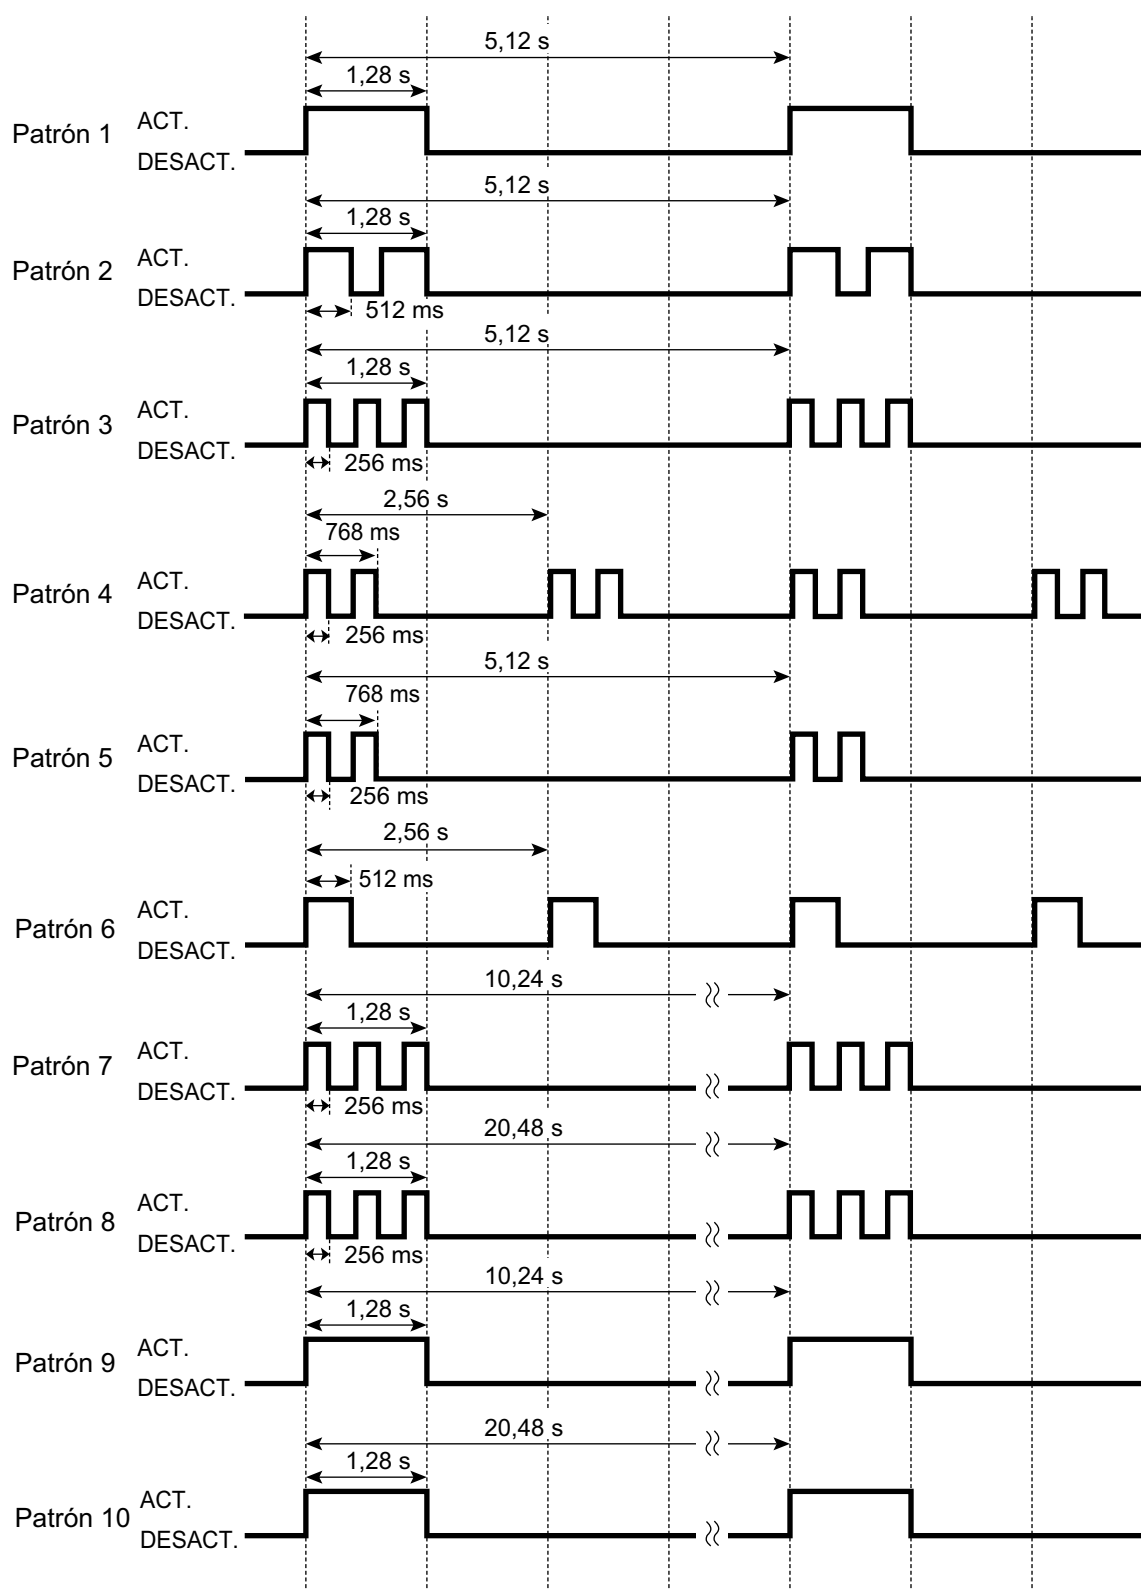 5,12 s
1,28 s
Patrón 1
ACT.
DESACT.
5,12 s
1,28 s
Patrón 2
ACT.
DESACT.
512 ms
5,12 s
1,28 s
Patrón 3
ACT.
DESACT.
256 ms
2,56 s
768 ms
Patrón 4
ACT.
DESACT.
256 ms
5,12 s
768 ms
Patrón 5
ACT.
DESACT.
256 ms
2,56 s
512 ms
Patrón 6
ACT.
DESACT.
10,24 s
1,28 s
Patrón 7
ACT.
DESACT.
256 ms
20,48 s
1,28 s
Patrón 8
ACT.
DESACT.
256 ms
10,24 s
1,28 s
Patrón 9
ACT.
DESACT.
20,48 s
1,28 s
Patrón 10
ACT.
DESACT.